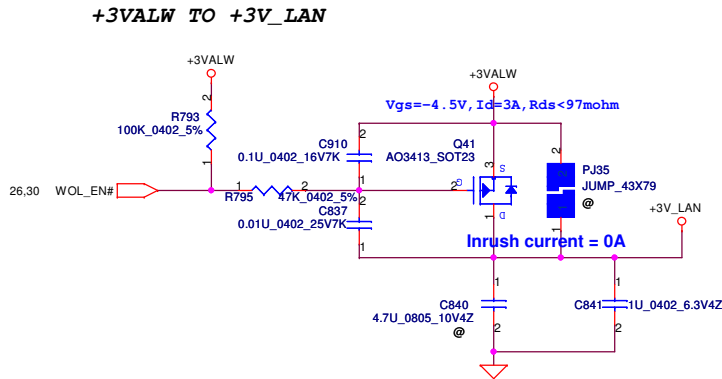 +3VALW TO +3V_LAN
+3VALW
+3VALW
Vgs=-4.5V,Id=3A,Rds<97mohm
2
R793
100K_0402_5%
1
2
C910
0.1U_0402_16V7K
1
Q41
AO3413_SOT23
3
S
2
G
1
D
2
PJ35
JUMP_43X79
@
1
26,30
WOL_EN#
1
2
R795
47K_0402_5%
2
C837
0.01U_0402_25V7K
1
+3V_LAN
Inrush current = 0A
1
C840
4.7U_0805_10V4Z
@
2
1
C841
1U_0402_6.3V4Z
2